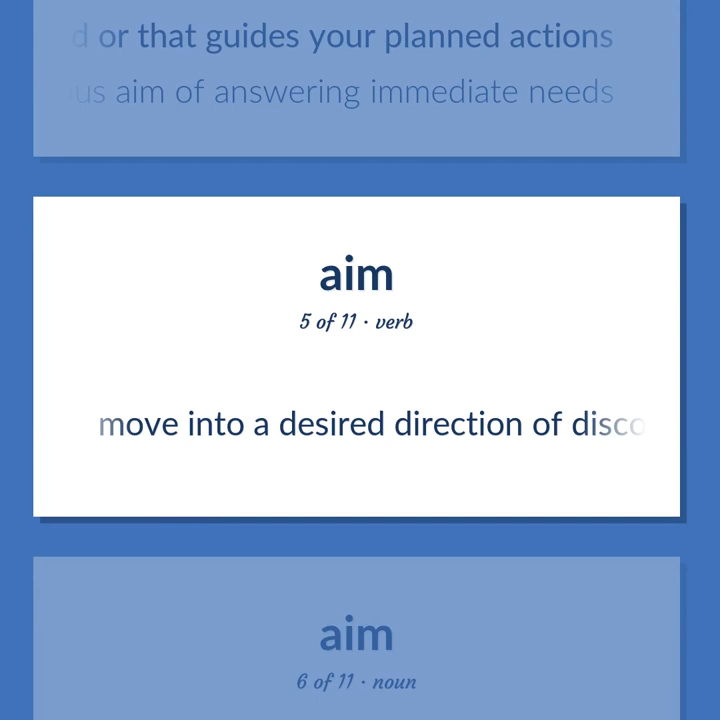 or that guides your planned actions
aim of answering immediate needs
aim
5 of 11 · verb
move into a desired direction of disco
aim
6 of 11 · noun